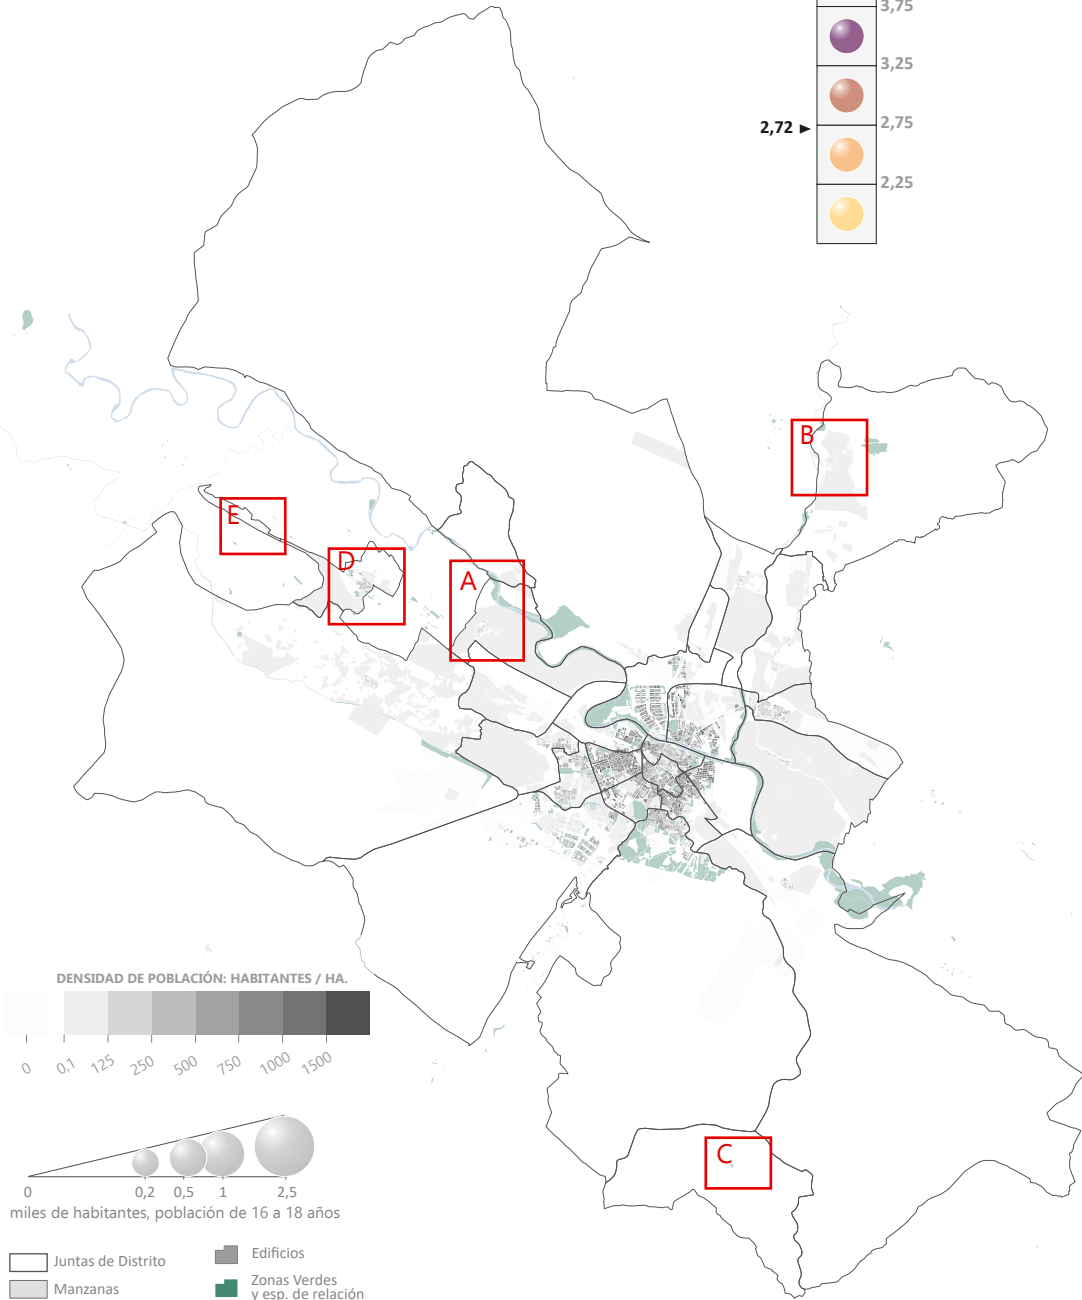 3,75
3,25
2,75
2,72 ►
2,25
B
E
D
A
C
DENSIDAD DE POBLACIÓN: HABITANTES / HA.
0 0,1 125 250 500 750 1000 1500
0 0,2 0,5 1 2,5
miles de habitantes, población de 16 a 18 años
Juntas de Distrito
Manzanas
Edificios
Zonas Verdes
y esp. de relación